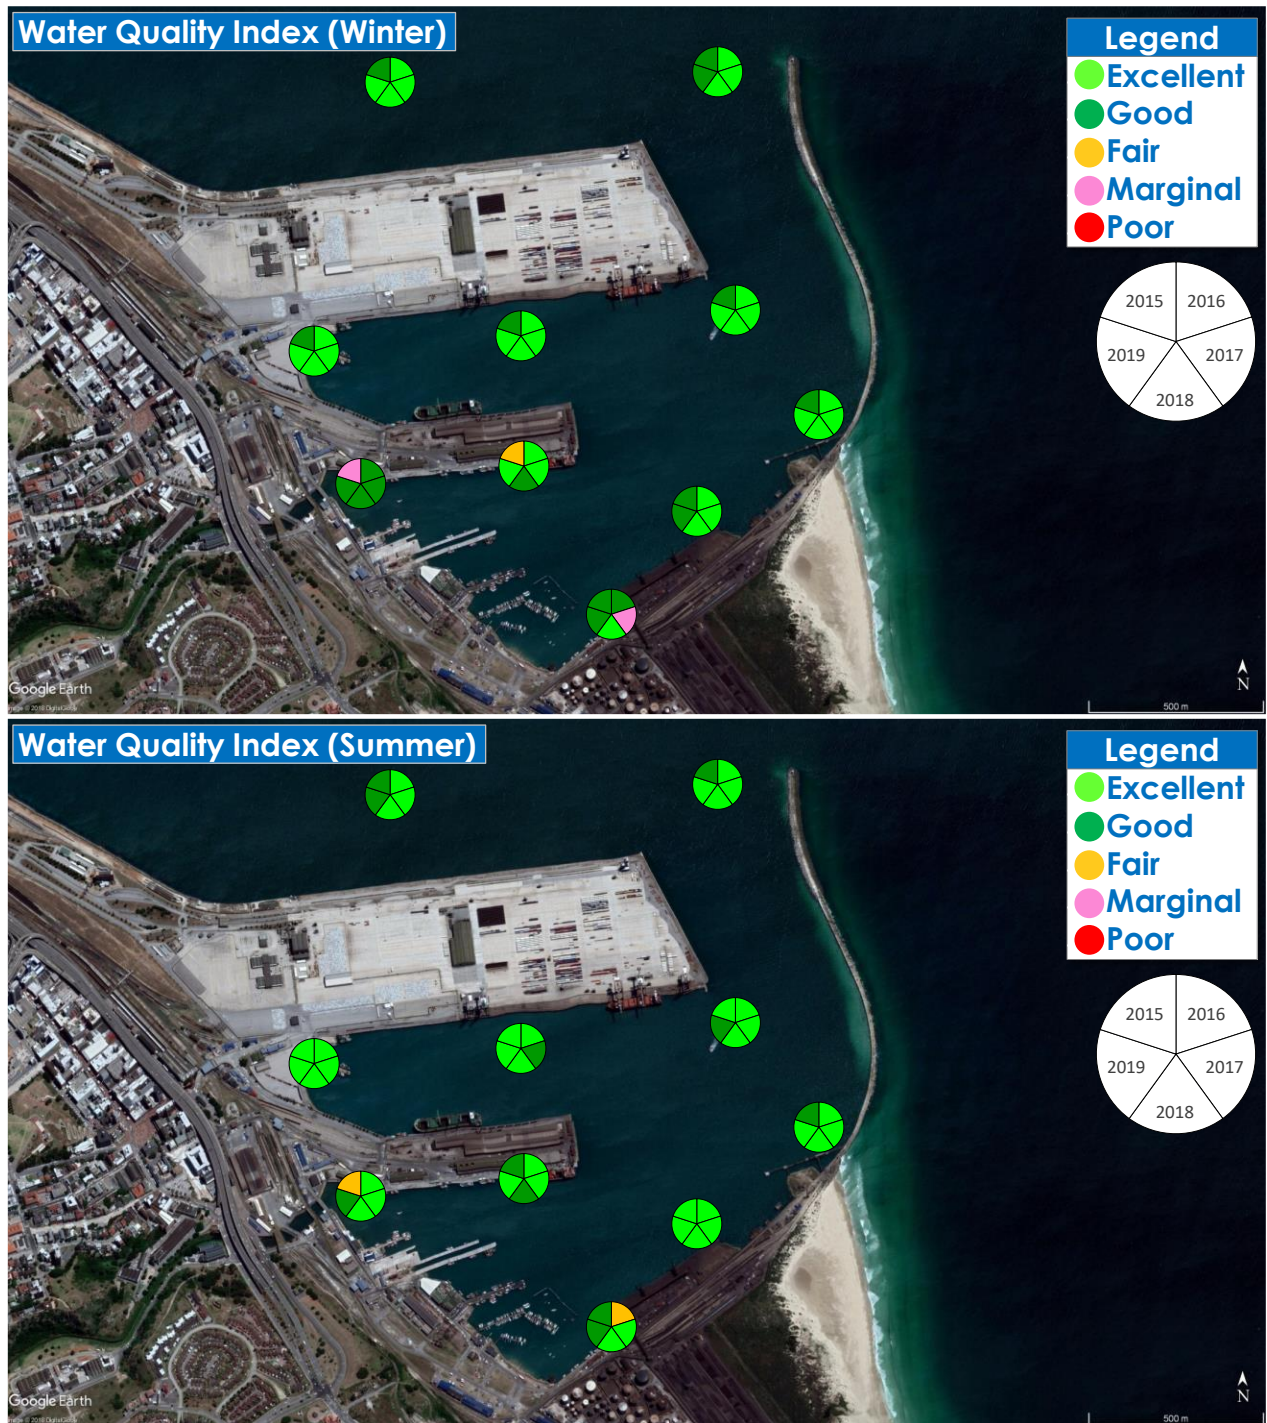 Water Quality Index (Winter)
Legend
Excellent
Good
Fair
Marginal
Poor
2015
2016
2019
2017
2018
Google Earth
N
500 m
Water Quality Index (Summer)
Legend
Excellent
Good
Fair
Marginal
Poor
2015
2016
2019
2017
2018
Google Earth
N
500 m